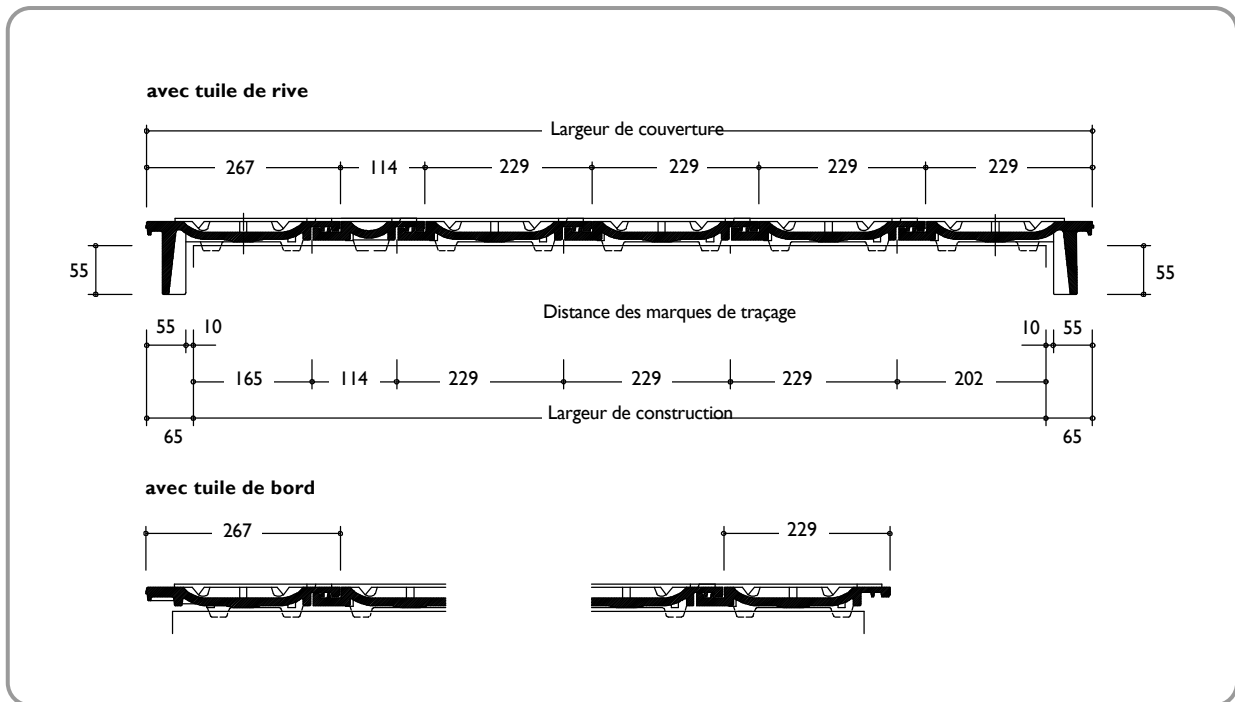 avec tuile de rive
Largeur de couverture
267 114 229 229 229 229
55 55
Distance des marques de traçage
55 10 10 55
165 114 229 229 229 202
Largeur de construction
65 65
avec tuile de bord
267 229